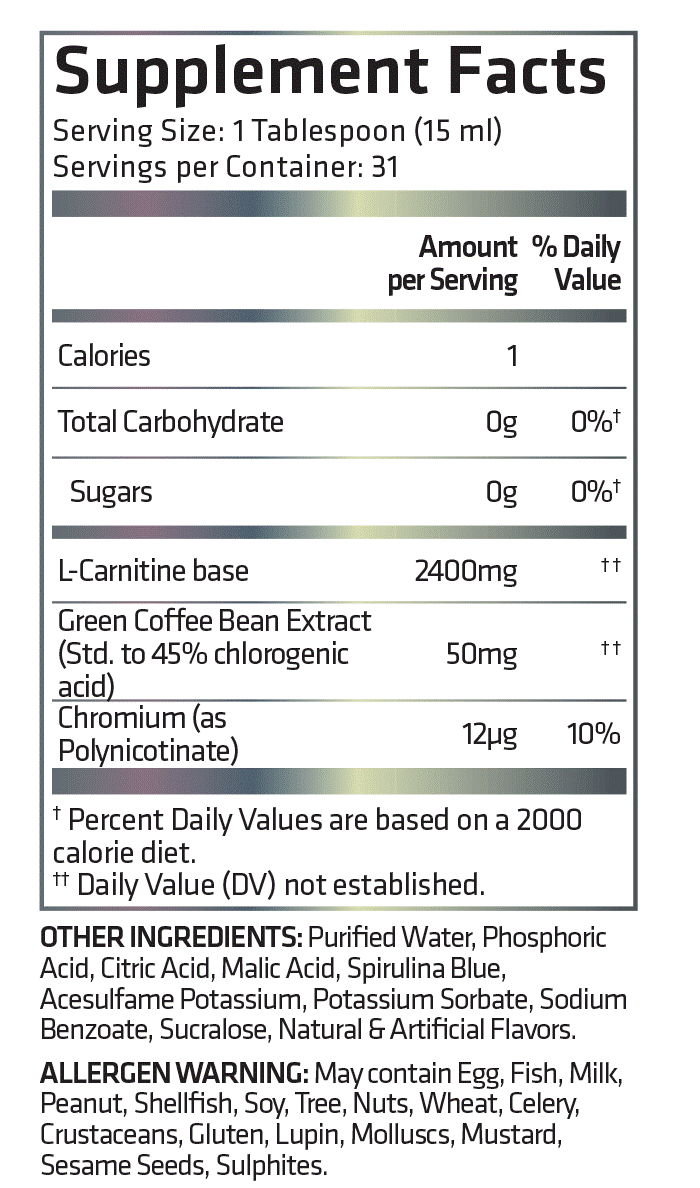 Supplement Facts
Serving Size: 1 Tablespoon (15 ml)
Servings per Container: 31
Amount % Daily
per Serving Value
Calories 1
Total Carbohydrate 0g 0%†
Sugars 0g 0%†
L-Carnitine base 2400mg ††
Green Coffee Bean Extract
(Std. to 45% chlorogenic 50mg ††
acid)
Chromium (as
Polynicotinate) 12µg 10%
† Percent Daily Values are based on a 2000
calorie diet.
†† Daily Value (DV) not established.
OTHER INGREDIENTS: Purified Water, Phosphoric
Acid, Citric Acid, Malic Acid, Spirulina Blue,
Acesulfame Potassium, Potassium Sorbate, Sodium
Benzoate, Sucralose, Natural & Artificial Flavors.
ALLERGEN WARNING: May contain Egg, Fish, Milk,
Peanut, Shellfish, Soy, Tree, Nuts, Wheat, Celery,
Crustaceans, Gluten, Lupin, Molluscs, Mustard,
Sesame Seeds, Sulphites.